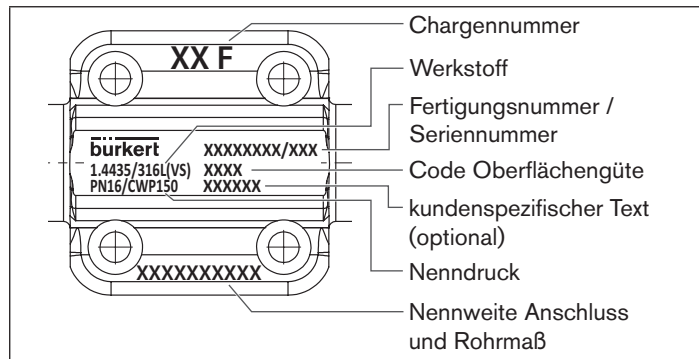 Chargennummer
XX F
Werkstoff
Fertigungsnummer /
Seriennummer
burkert XXXXXXXX/XXX
1.4435/316L(VS) XXXX
Code Oberflächengüte
PN16/CWP150 XXXXXX
kundenspezifischer Text
(optional)
Nenndruck
XXXXXXXXXX
Nennweite Anschluss
und Rohrmaß